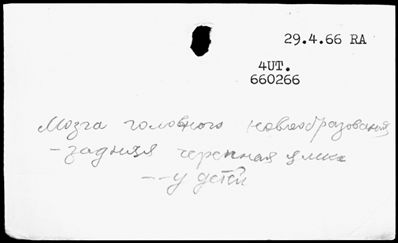 29.4.66 RA
4UT.
660266
Мозга головного новообразования
- задняя черепная ямка
- - у детей